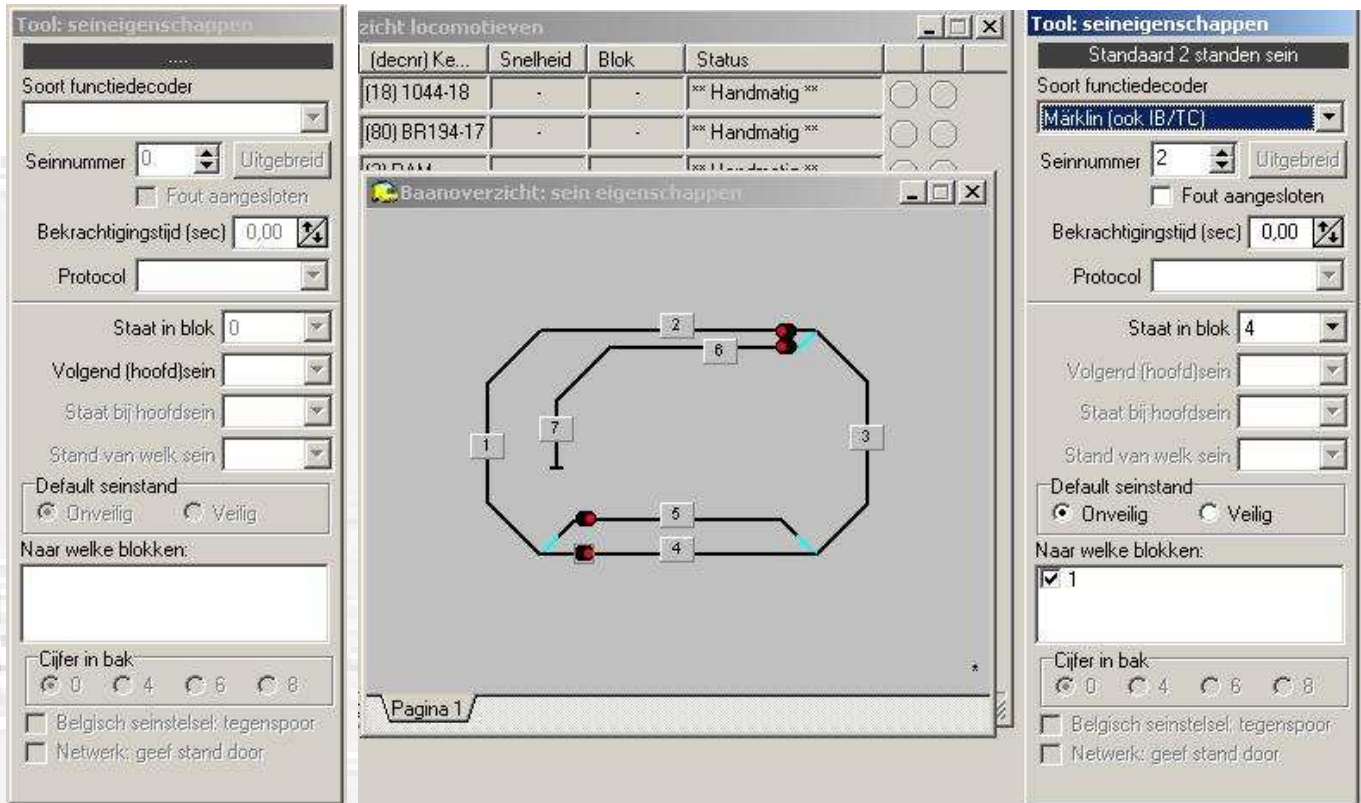 Tool: seineigenschappen
....
Soort functiedecoder
Seinnummer 0 Uitgebreid
Fout aangesloten
Bekrachtigingstijd (sec) 0,00
Protocol
Staat in blok 0
Volgend (hoofd)sein
Staat bij hoofdsein
Stand van welk sein
Default seinstand
Onveilig Veilig
Naar welke blokken:
Cijfer in bak
0 4 6 8
Belgisch seinstelsel: tegenspoor
Netwerk: geef stand door
zicht locomotieven
(decnr) Ke... Snelheid Blok Status
(18) 1044-18 - - ** Handmatig **
(80) BR194-17 - - ** Handmatig **
Baanoverzicht: sein eigenschappen
2
6
7
1
3
5
4
*
Pagina 1
Tool: seineigenschappen
Standaard 2 standen sein
Soort functiedecoder
Märklin (ook IB/TC)
Seinnummer 2 Uitgebreid
Fout aangesloten
Bekrachtigingstijd (sec) 0,00
Protocol
Staat in blok 4
Volgend (hoofd)sein
Staat bij hoofdsein
Stand van welk sein
Default seinstand
Onveilig Veilig
Naar welke blokken:
1
Cijfer in bak
0 4 6 8
Belgisch seinstelsel: tegenspoor
Netwerk: geef stand door